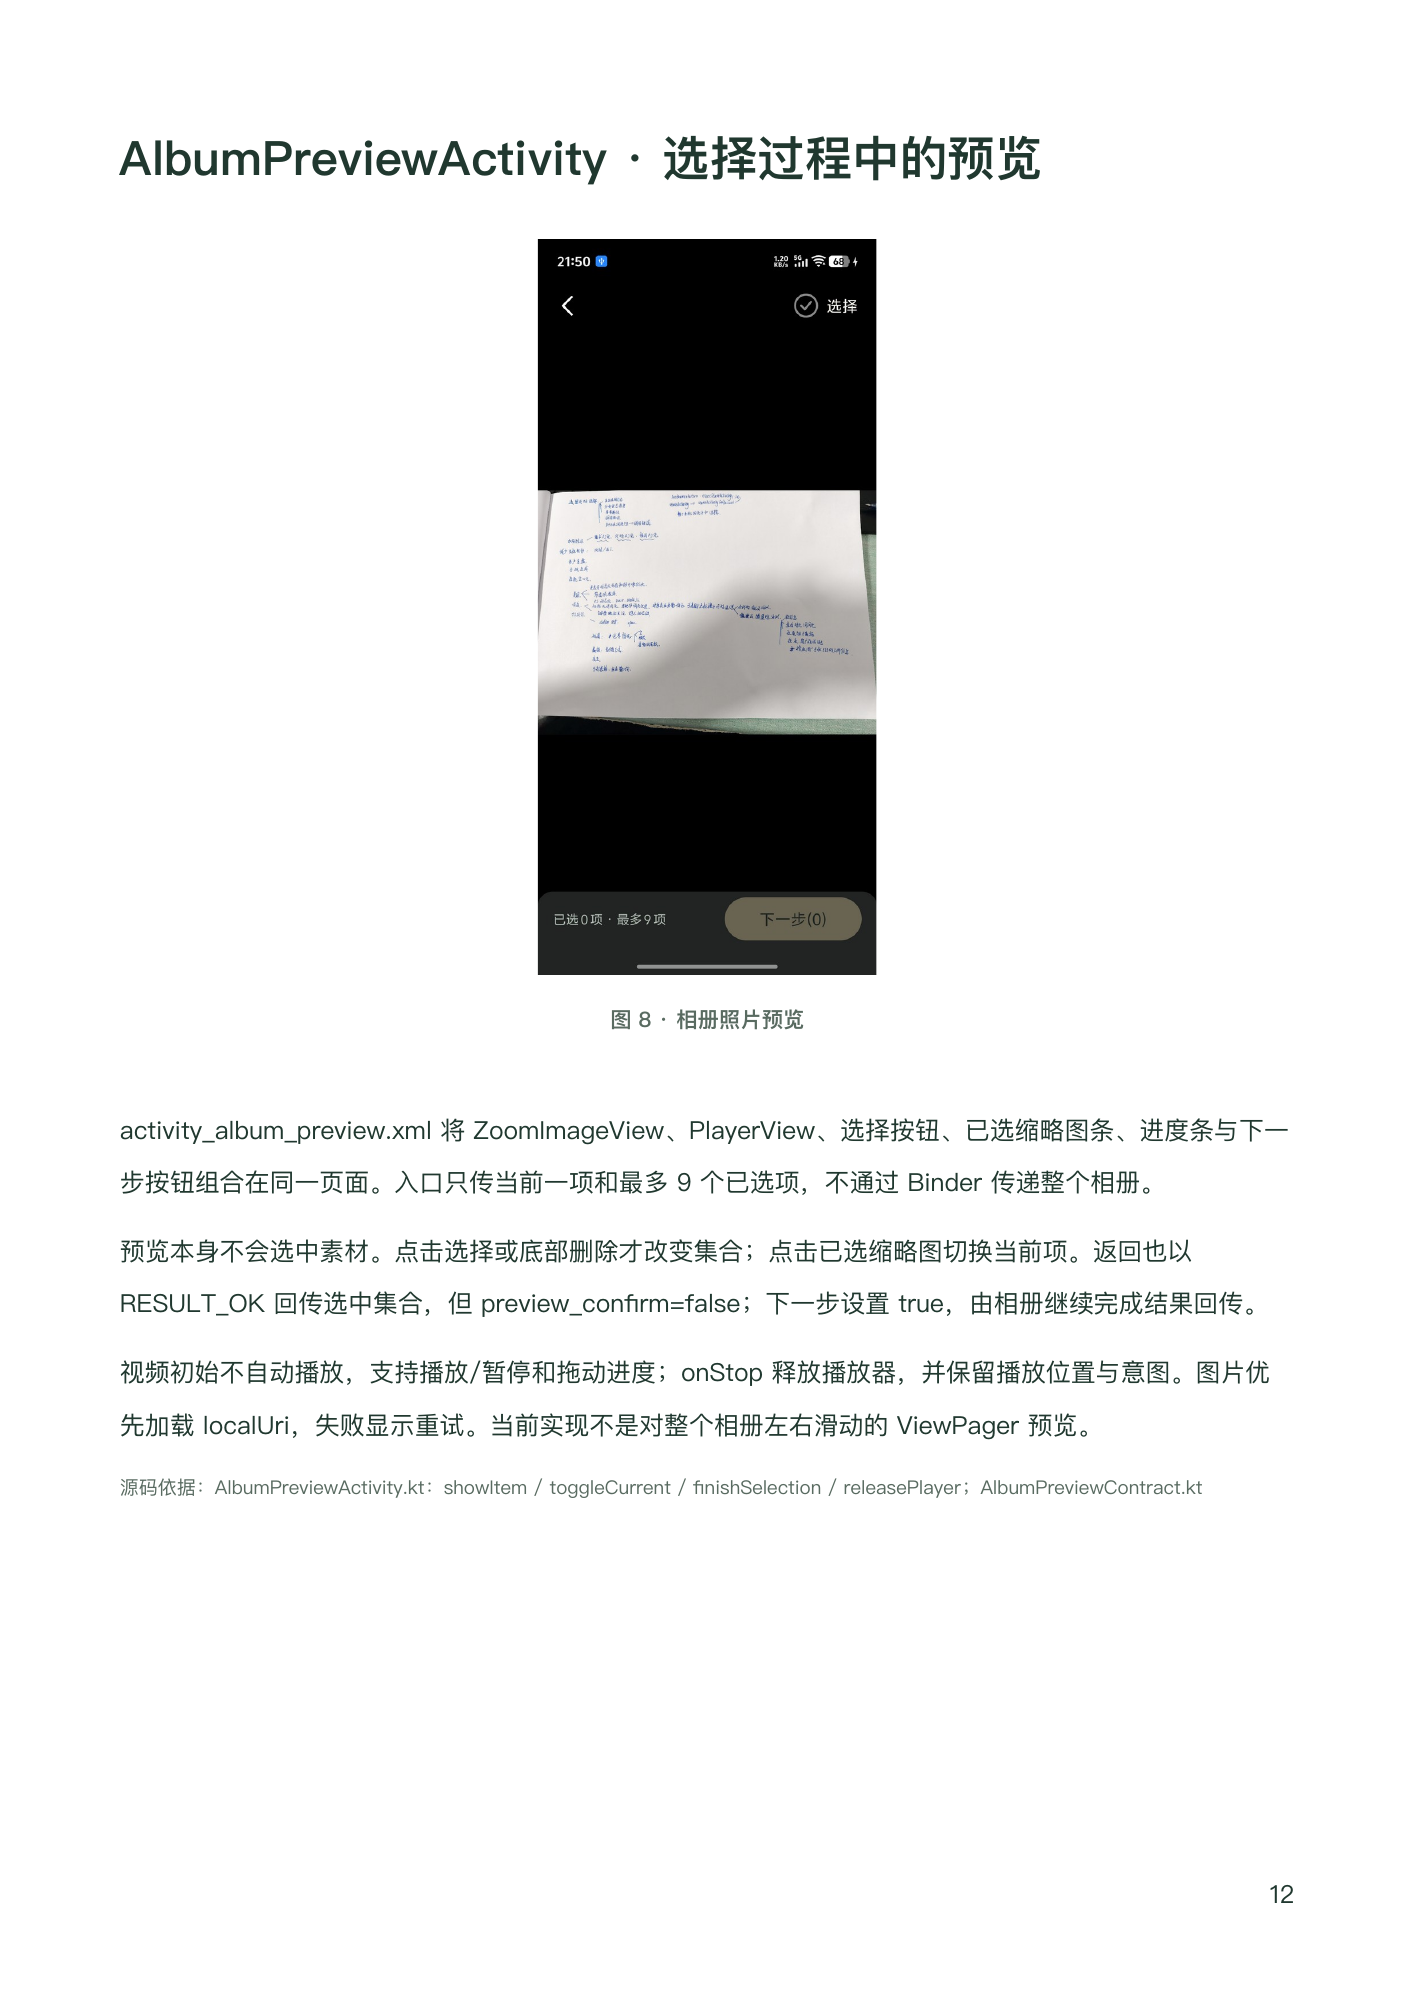 AlbumPreviewActivity · 选择过程中的预览
21:50
1.20 KB/s 5G 68
选择
已选0项 · 最多9项
下一步(0)
图 8 · 相册照片预览
activity_album_preview.xml 将 ZoomImageView、PlayerView、选择按钮、已选缩略图条、进度条与下一
步按钮组合在同一页面。入口只传当前一项和最多 9 个已选项，不通过 Binder 传递整个相册。
预览本身不会选中素材。点击选择或底部删除才改变集合；点击已选缩略图切换当前项。返回也以
RESULT_OK 回传选中集合，但 preview_confirm=false；下一步设置 true，由相册继续完成结果回传。
视频初始不自动播放，支持播放/暂停和拖动进度；onStop 释放播放器，并保留播放位置与意图。图片优
先加载 localUri，失败显示重试。当前实现不是对整个相册左右滑动的 ViewPager 预览。
源码依据：AlbumPreviewActivity.kt：showItem / toggleCurrent / finishSelection / releasePlayer；AlbumPreviewContract.kt
12